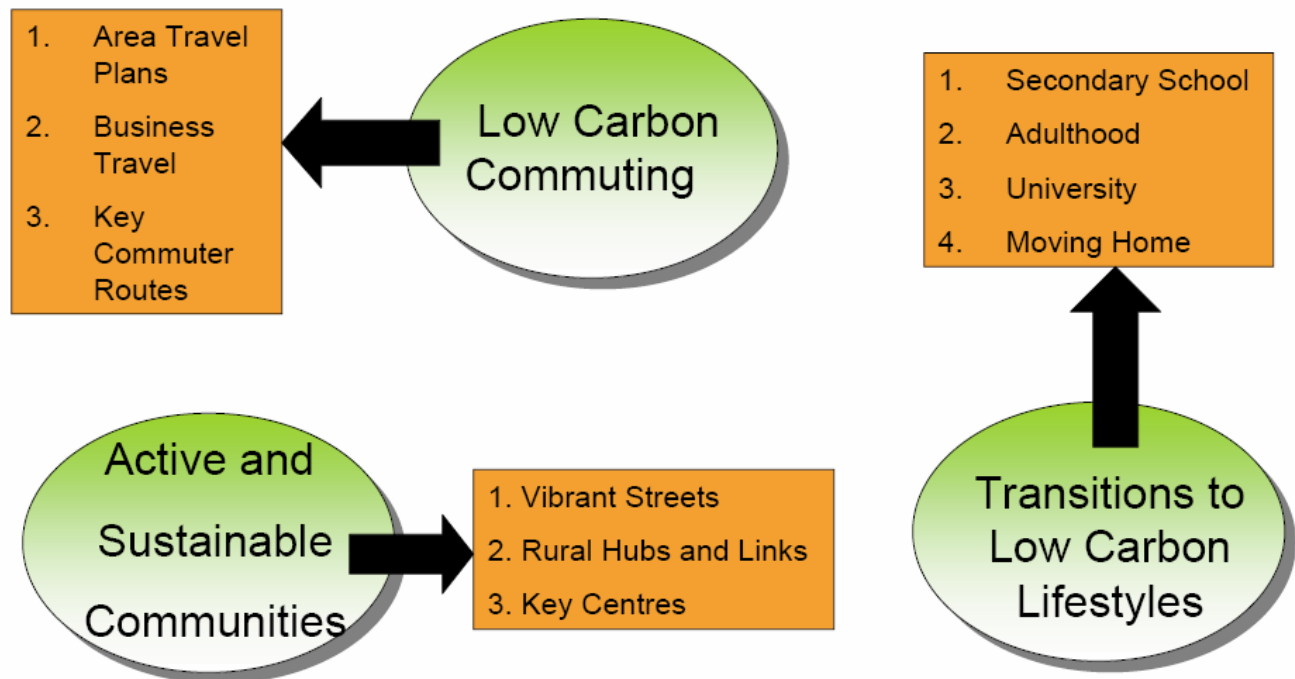 1. Area Travel
Plans
2. Business
Travel
3. Key
Commuter
Routes
Low Carbon
Commuting
1. Secondary School
2. Adulthood
3. University
4. Moving Home
Active and
Sustainable
Communities
1. Vibrant Streets
2. Rural Hubs and Links
3. Key Centres
Transitions to
Low Carbon
Lifestyles